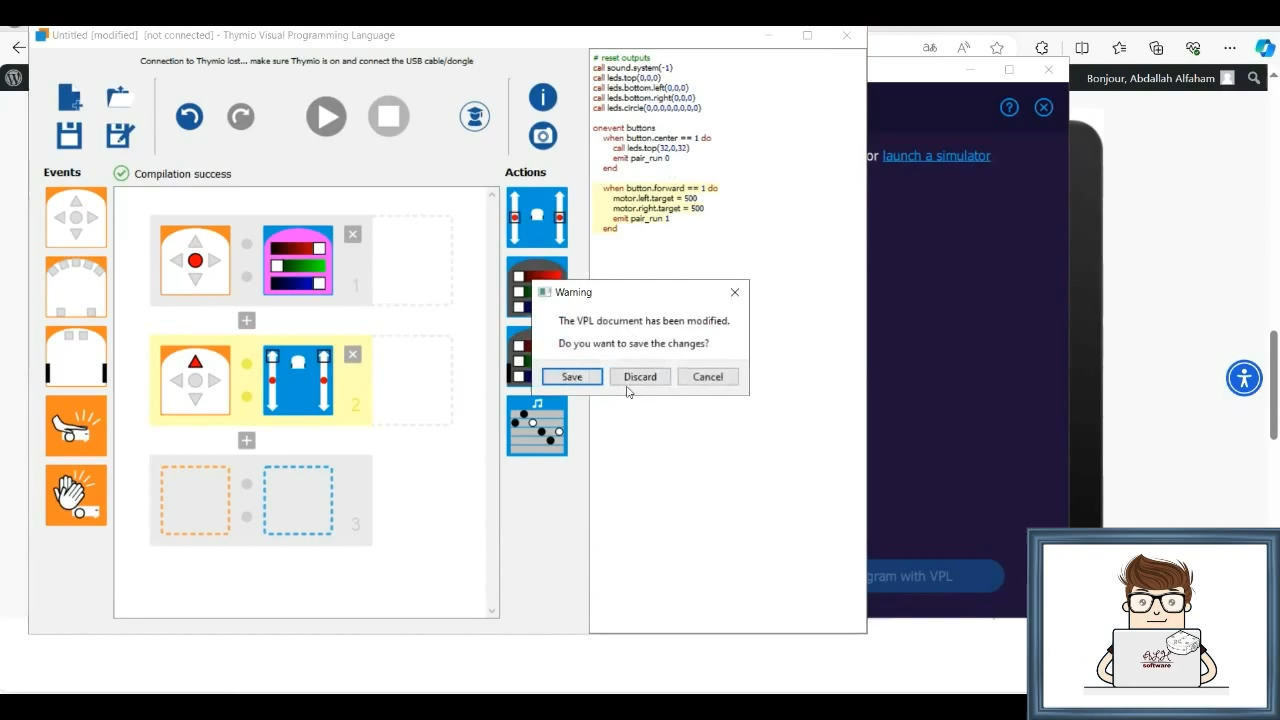 Untitled [modified] [not connected] - Thymio Visual Programming Language
Connection to Thymio lost... make sure Thymio is on and connect the USB cable/dongle
Bonjour, Abdallah Alfaham
or launch a simulator
Events
Compilation success
Actions
1
2
3
# reset outputs
call sound.system(-1)
call leds.top(0,0,0)
call leds.bottom.left(0,0,0)
call leds.bottom.right(0,0,0)
call leds.circle(0,0,0,0,0,0,0,0)
onevent buttons
when button.center == 1 do
call leds.top(32,0,32)
emit pair_run 0
end
when button.forward == 1 do
motor.left.target = 500
motor.right.target = 500
emit pair_run 1
end
Warning
The VPL document has been modified.
Do you want to save the changes?
Save
Discard
Cancel
gram with VPL
software